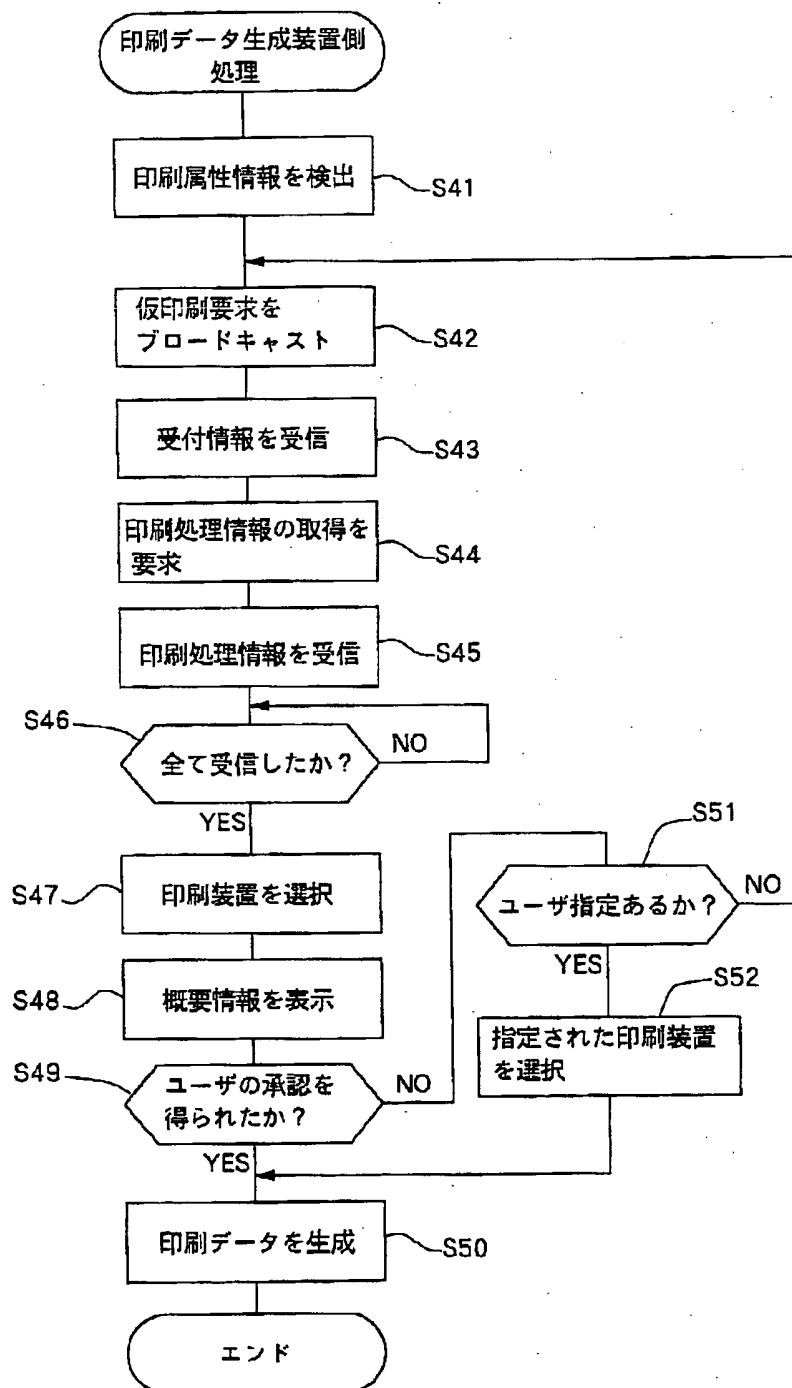 印刷データ生成装置側
処理
印刷属性情報を検出
S41
仮印刷要求を
ブロードキャスト
S42
受付情報を受信
S43
印刷処理情報の取得を
要求
S44
印刷処理情報を受信
S45
S46
全て受信したか？
NO
YES
S47
印刷装置を選択
S48
概要情報を表示
S49
ユーザの承認を
得られたか？
NO
YES
S51
ユーザ指定あるか？
NO
YES
S52
指定された印刷装置
を選択
印刷データを生成
S50
エンド